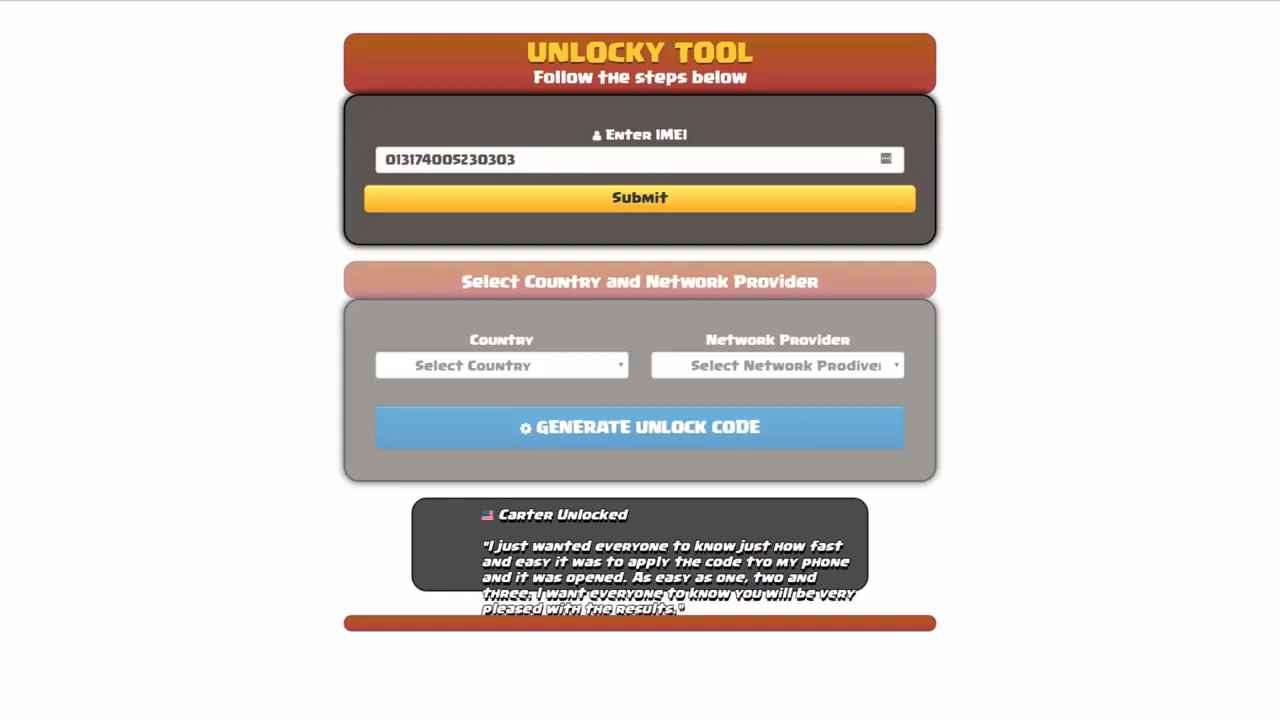 UNLOCKY TOOL
Follow the steps below
Enter IMEI
013174005230303
Submit
Select Country and Network Provider
Country
Network Provider
Select Country
Select Network Prodiver
GENERATE UNLOCK CODE
Carter Unlocked
"I just wanted everyone to know just how fast
and easy it was to apply the code tyo my phone
and it was opened. As easy as one, two and
three. I want everyone to know you will be very
pleased with the results."